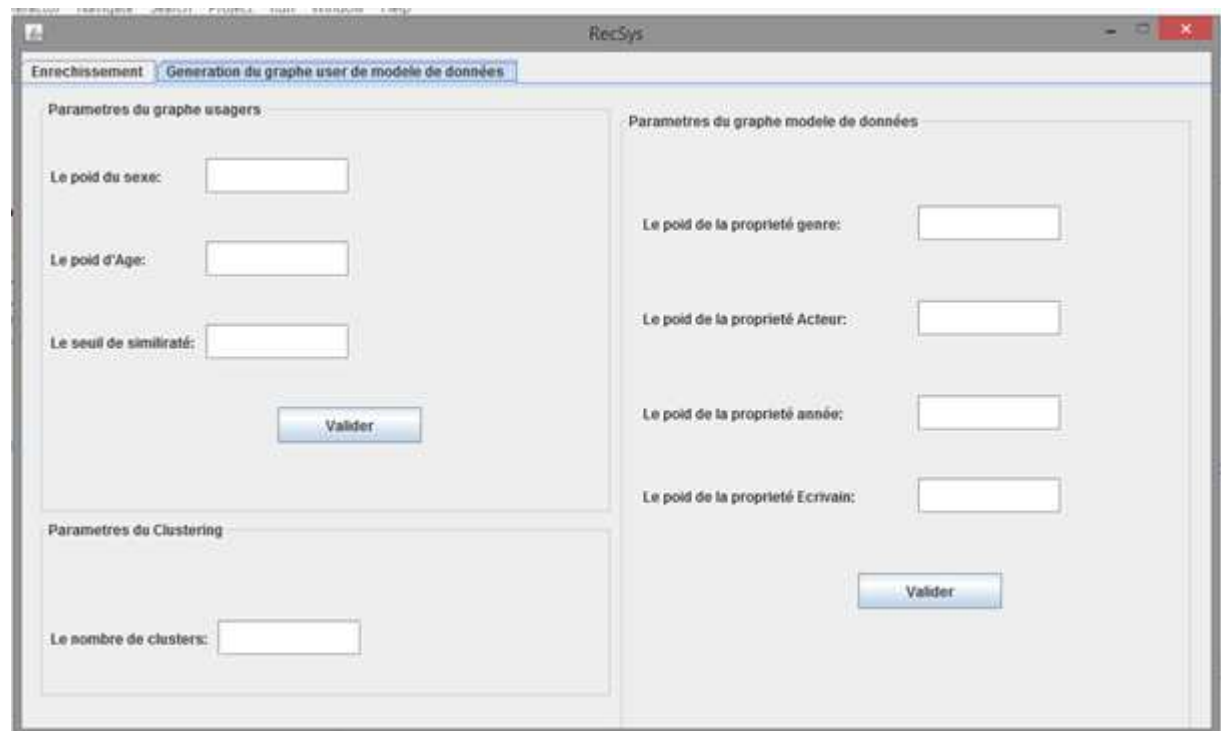 RecSys
Enrechissement
Generation du graphe user de modele de données
Parametres du graphe usagers
Le poid du sexe:
Le poid d'Age:
Le seuil de similiraté:
Valider
Parametres du Clustering
Le nombre de clusters:
Parametres du graphe modele de données
Le poid de la proprieté genre:
Le poid de la proprieté Acteur:
Le poid de la proprieté année:
Le poid de la proprieté Ecrivain:
Valider